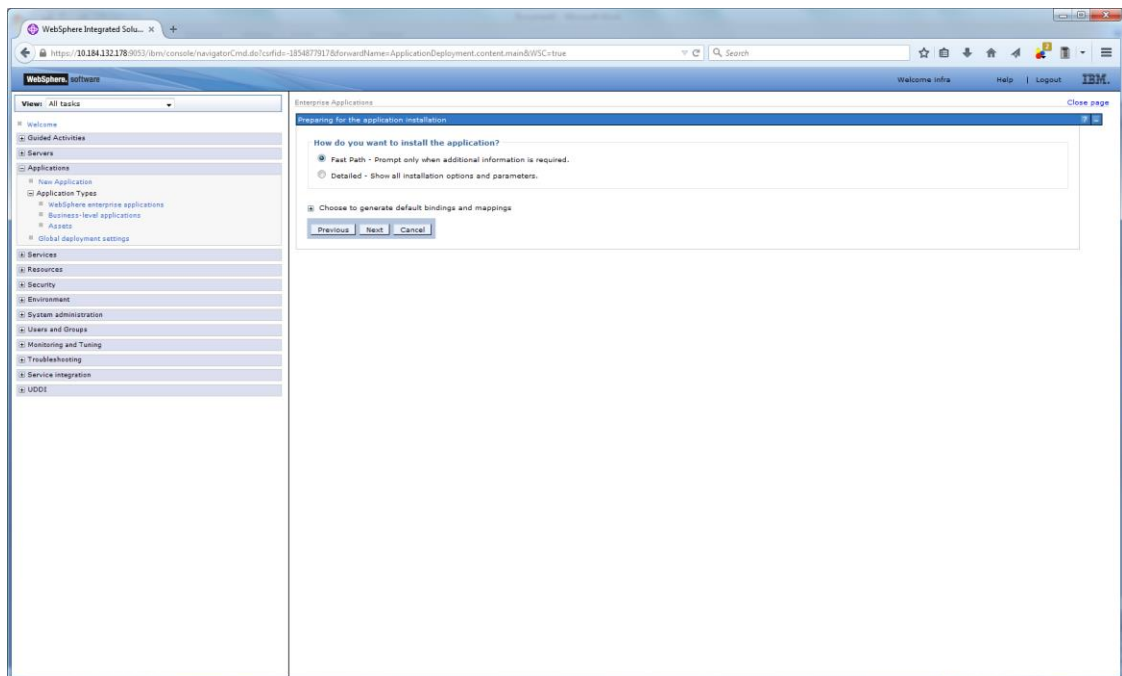 WebSphere Integrated Solu... × +
https://10.184.132.178:9053/ibm/console/navigatorCmd.do?csrfid=-1854877917&forwardName=ApplicationDeployment.content.main&WSC=true
Search
2
WebSphere. software
Welcome infra Help | Logout IBM.
View: All tasks
Welcome
Guided Activities
Servers
Applications
New Application
Application Types
WebSphere enterprise applications
Business-level applications
Assets
Global deployment settings
Services
Resources
Security
Environment
System administration
Users and Groups
Monitoring and Tuning
Troubleshooting
Service integration
UDDI
Enterprise Applications Close page
Preparing for the application installation ? -
How do you want to install the application?
Fast Path - Prompt only when additional information is required.
Detailed - Show all installation options and parameters.
Choose to generate default bindings and mappings
Previous Next Cancel